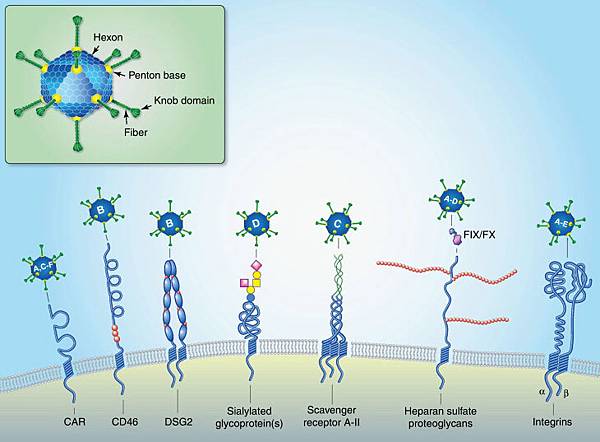 Hexon
Penton base
Knob domain
Fiber
A,C-F
B
B
D
C
A-D
FIX/FX
A-E
α
β
CAR
CD46
DSG2
Sialylated
glycoprotein(s)
Scavenger
receptor A-II
Heparan sulfate
proteoglycans
Integrins